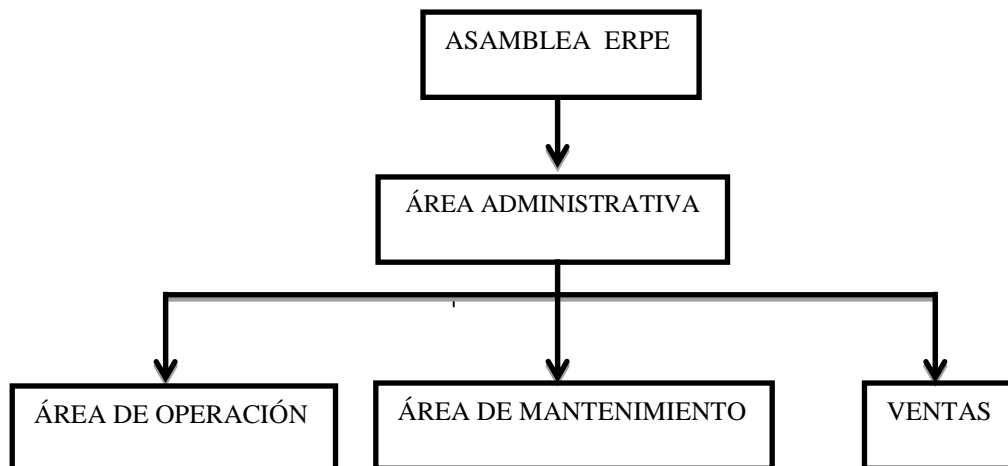 ASAMBLEA ERPE
ÁREA ADMINISTRATIVA
ÁREA DE OPERACIÓN
ÁREA DE MANTENIMIENTO
VENTAS